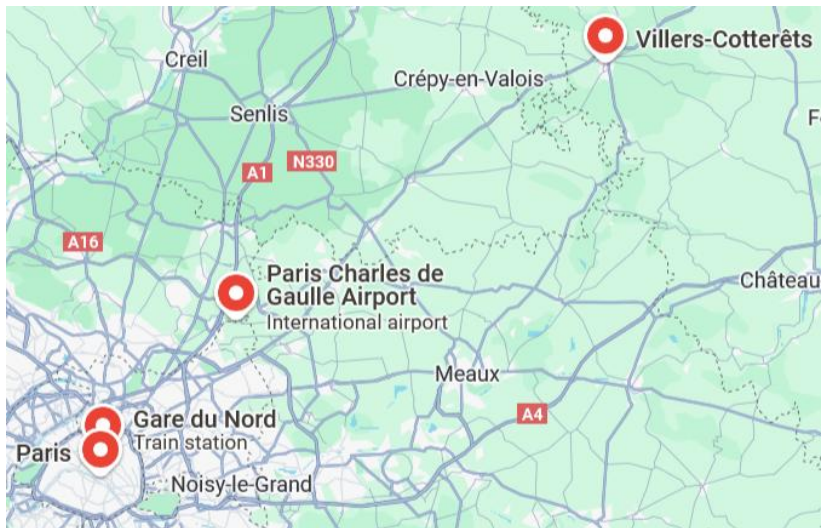 Villers-Cotterêts
Creil
Crépy-en-Valois
Senlis
F
N330
A1
A16
Paris Charles de
Gaulle Airport
International airport
Château
Meaux
A4
Gare du Nord
Train station
Paris
Noisy-le-Grand